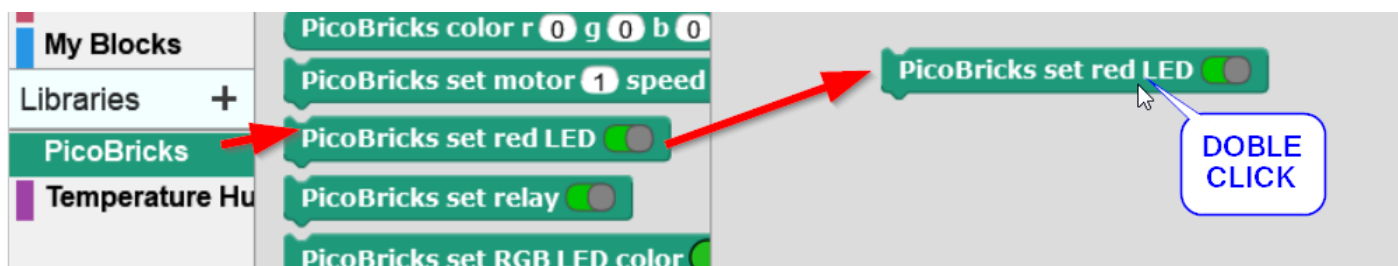 My Blocks
Libraries +
PicoBricks
Temperature Hu
PicoBricks color r 0 g 0 b 0
PicoBricks set motor 1 speed
PicoBricks set red LED
PicoBricks set relay
PicoBricks set RGB LED color
PicoBricks set red LED
DOBLE
CLICK